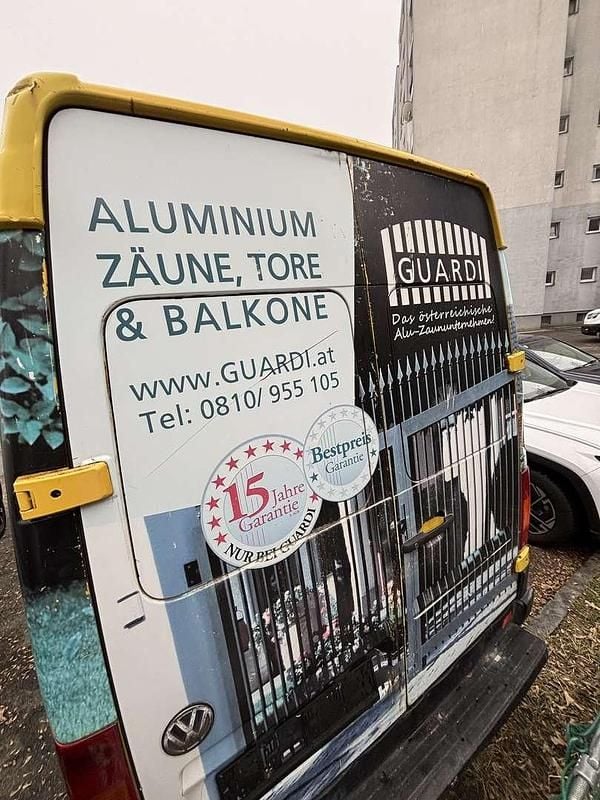 ALUMINIUM
ZÄUNE, TORE
& BALKONE
www.GUARDI.at
Tel: 0810/ 955 105
GUARDI
Das österreichische
Alu-Zaununternehmen!
15 Jahre
Garantie
NUR BEI GUARDI
Bestpreis
Garantie